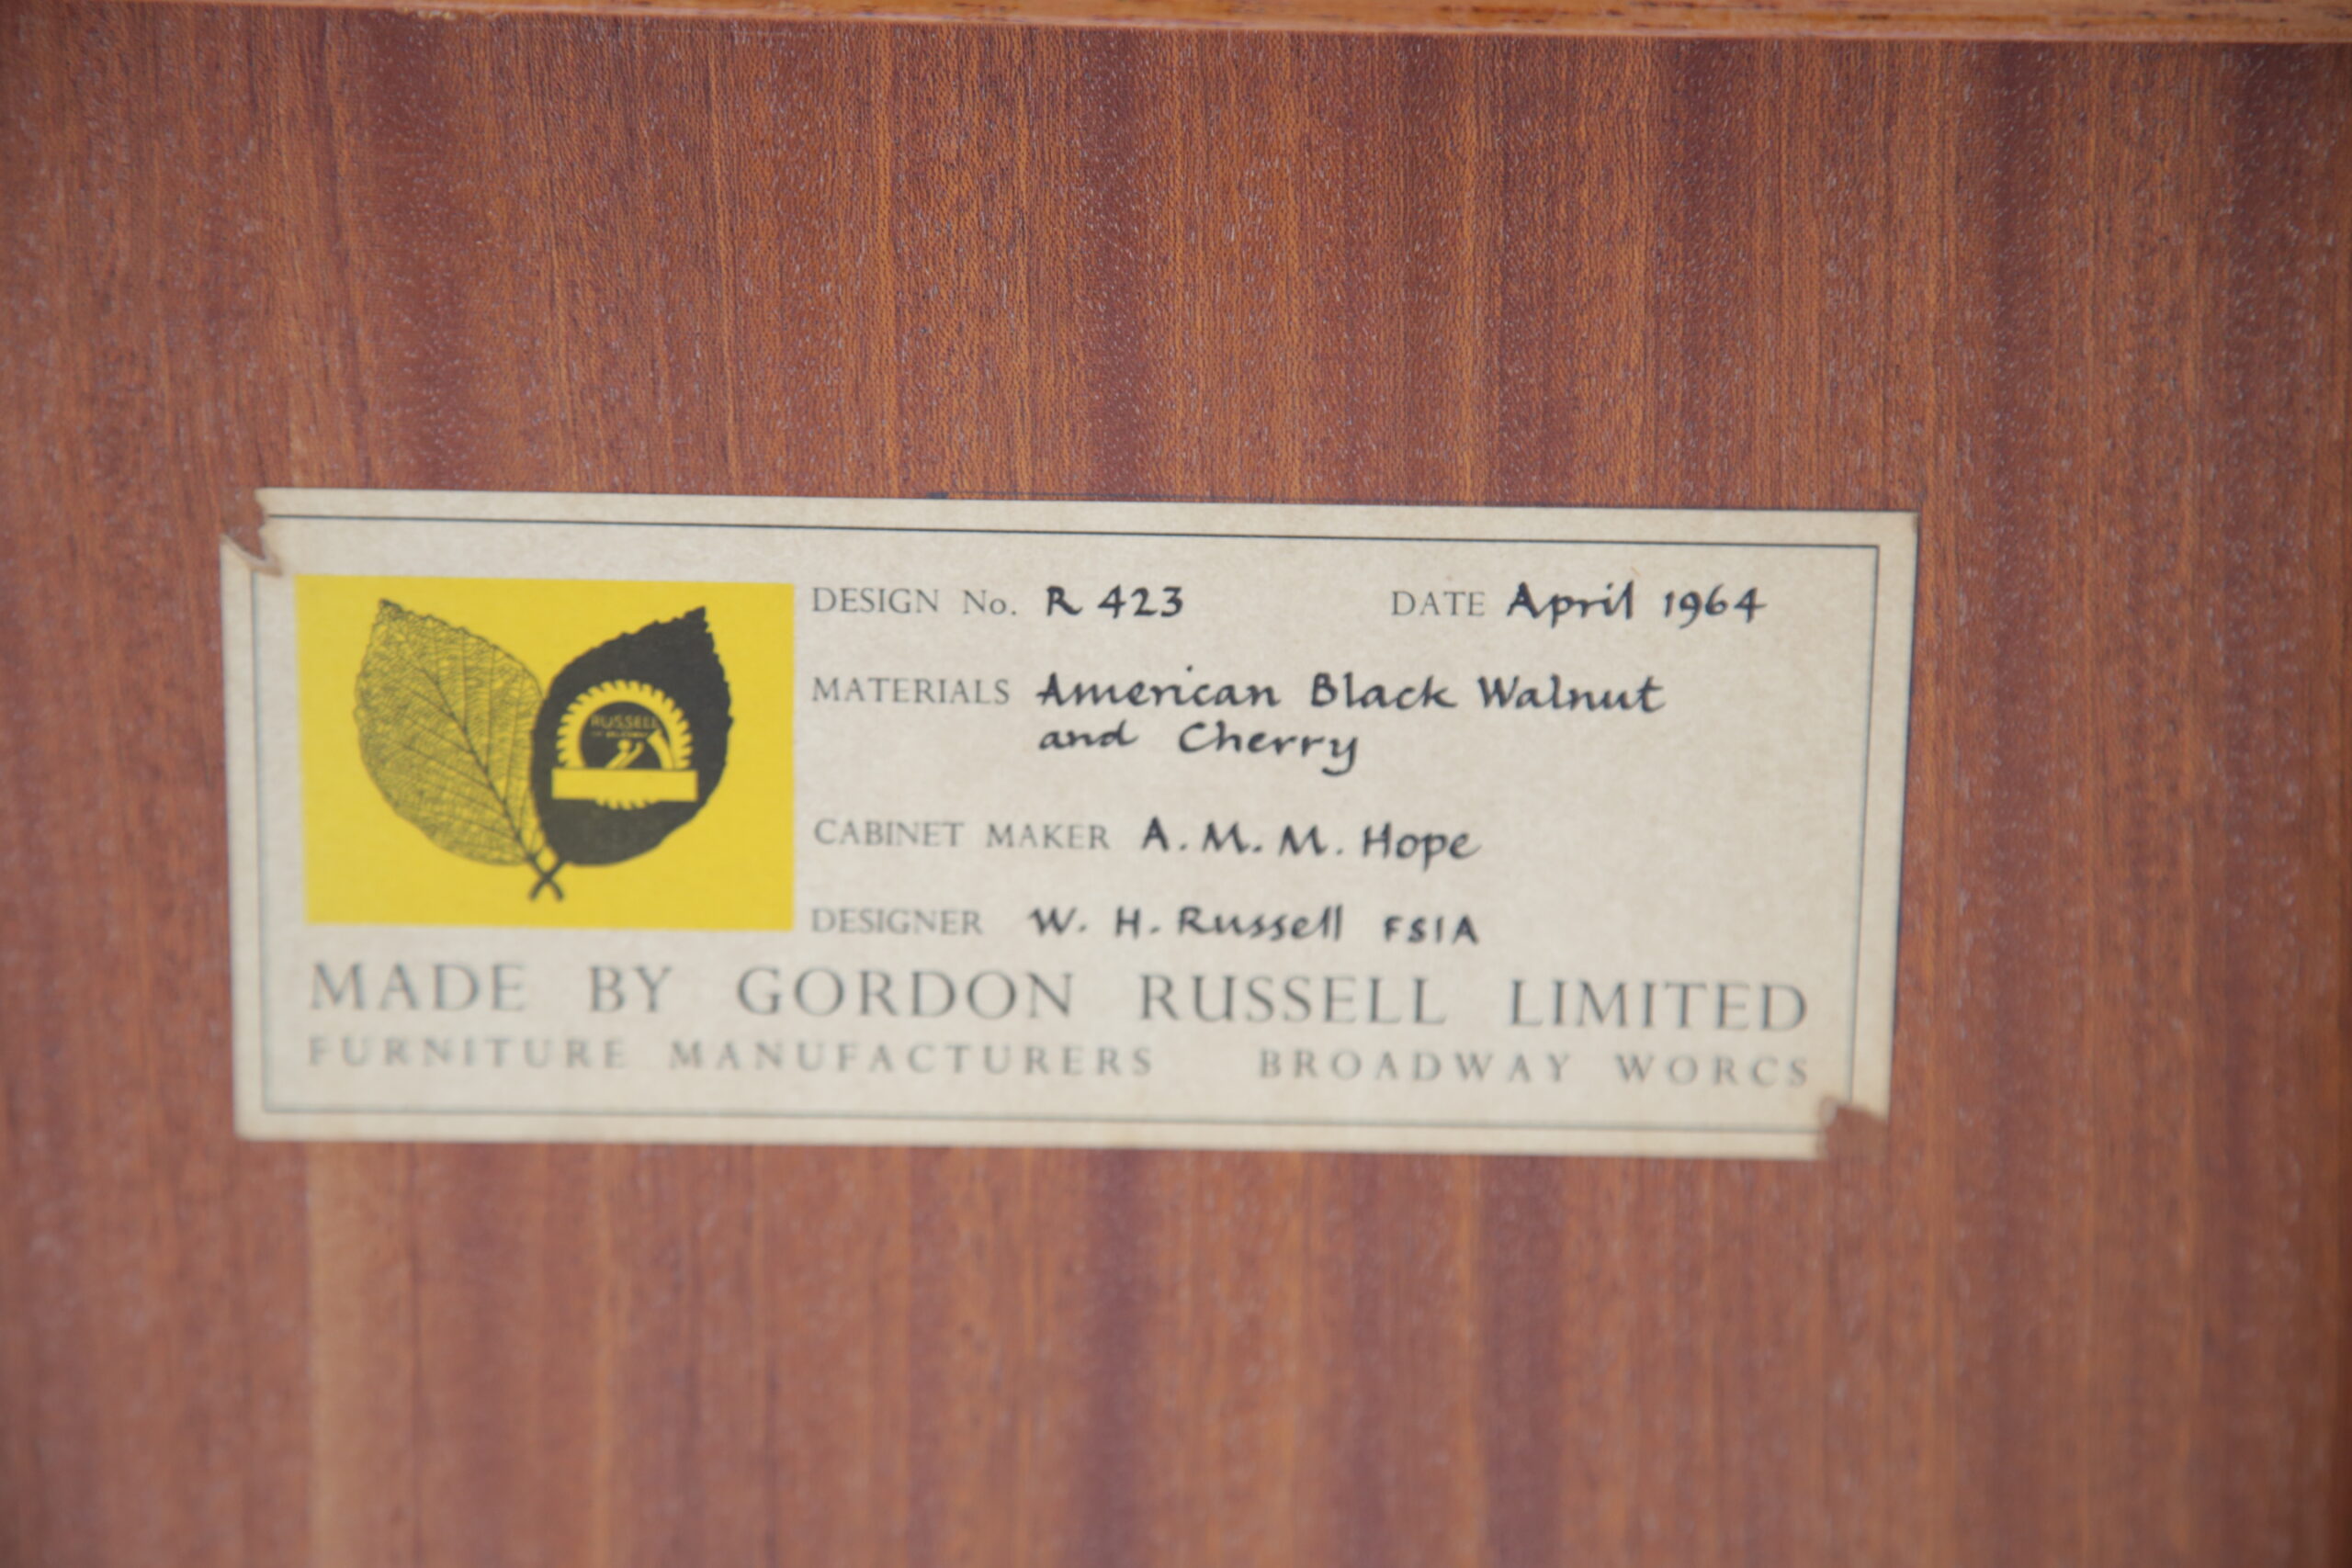 DESIGN No. R 423 DATE April 1964
MATERIALS American Black Walnut
and Cherry
CABINET MAKER A. M. M. Hope
DESIGNER W. H. Russell FSIA
RUSSELL
MADE BY GORDON RUSSELL LIMITED
FURNITURE MANUFACTURERS BROADWAY WORCS